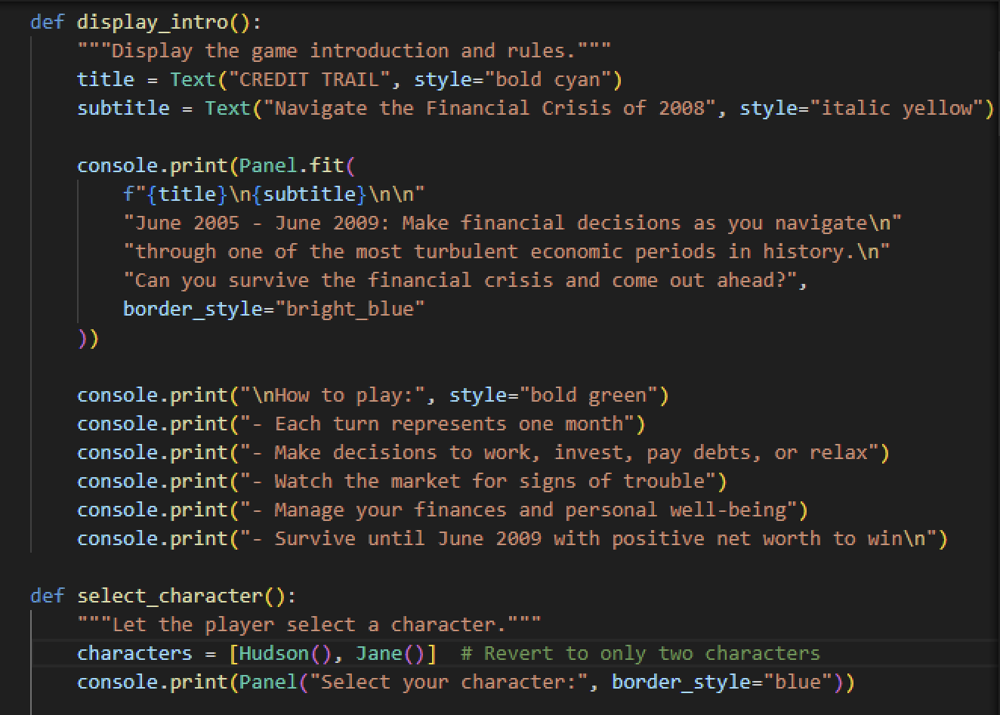 def display_intro():
    """Display the game introduction and rules."""
    title = Text("CREDIT TRAIL", style="bold cyan")
    subtitle = Text("Navigate the Financial Crisis of 2008", style="italic yellow")

    console.print(Panel.fit(
        f"{title}\n{subtitle}\n\n"
        "June 2005 - June 2009: Make financial decisions as you navigate\n"
        "through one of the most turbulent economic periods in history.\n"
        "Can you survive the financial crisis and come out ahead?",
        border_style="bright_blue"
    ))

    console.print("\nHow to play:", style="bold green")
    console.print("- Each turn represents one month")
    console.print("- Make decisions to work, invest, pay debts, or relax")
    console.print("- Watch the market for signs of trouble")
    console.print("- Manage your finances and personal well-being")
    console.print("- Survive until June 2009 with positive net worth to win\n")

def select_character():
    """Let the player select a character."""
    characters = [Hudson(), Jane()]  # Revert to only two characters
    console.print(Panel("Select your character:", border_style="blue"))